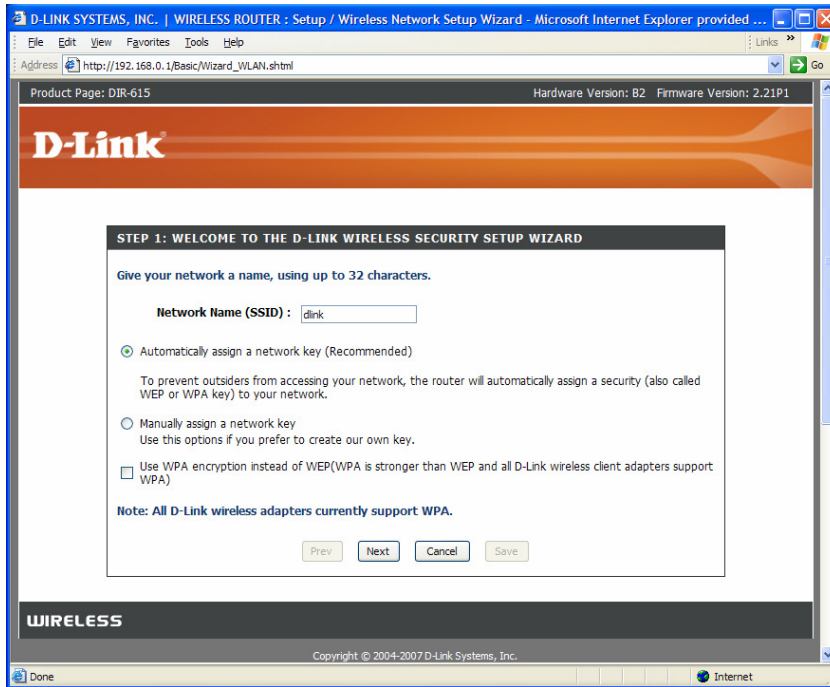 D-LINK SYSTEMS, INC. | WIRELESS ROUTER : Setup / Wireless Network Setup Wizard - Microsoft Internet Explorer provided ...
File Edit View Favorites Tools Help Links »
Address http://192.168.0.1/Basic/Wizard_WLAN.shtml Go
Product Page: DIR-615 Hardware Version: B2 Firmware Version: 2.21P1
D-Link
STEP 1: WELCOME TO THE D-LINK WIRELESS SECURITY SETUP WIZARD
Give your network a name, using up to 32 characters.
Network Name (SSID) : dlink
Automatically assign a network key (Recommended)
To prevent outsiders from accessing your network, the router will automatically assign a security (also called
WEP or WPA key) to your network.
Manually assign a network key
Use this options if you prefer to create our own key.
Use WPA encryption instead of WEP(WPA is stronger than WEP and all D-Link wireless client adapters support
WPA)
Note: All D-Link wireless adapters currently support WPA.
Prev Next Cancel Save
WIRELESS
Copyright © 2004-2007 D-Link Systems, Inc.
Done Internet